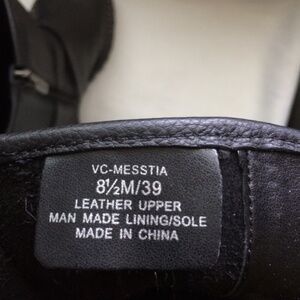 VC-MESSTIA
8½M/39
LEATHER UPPER
MAN MADE LINING/SOLE
MADE IN CHINA